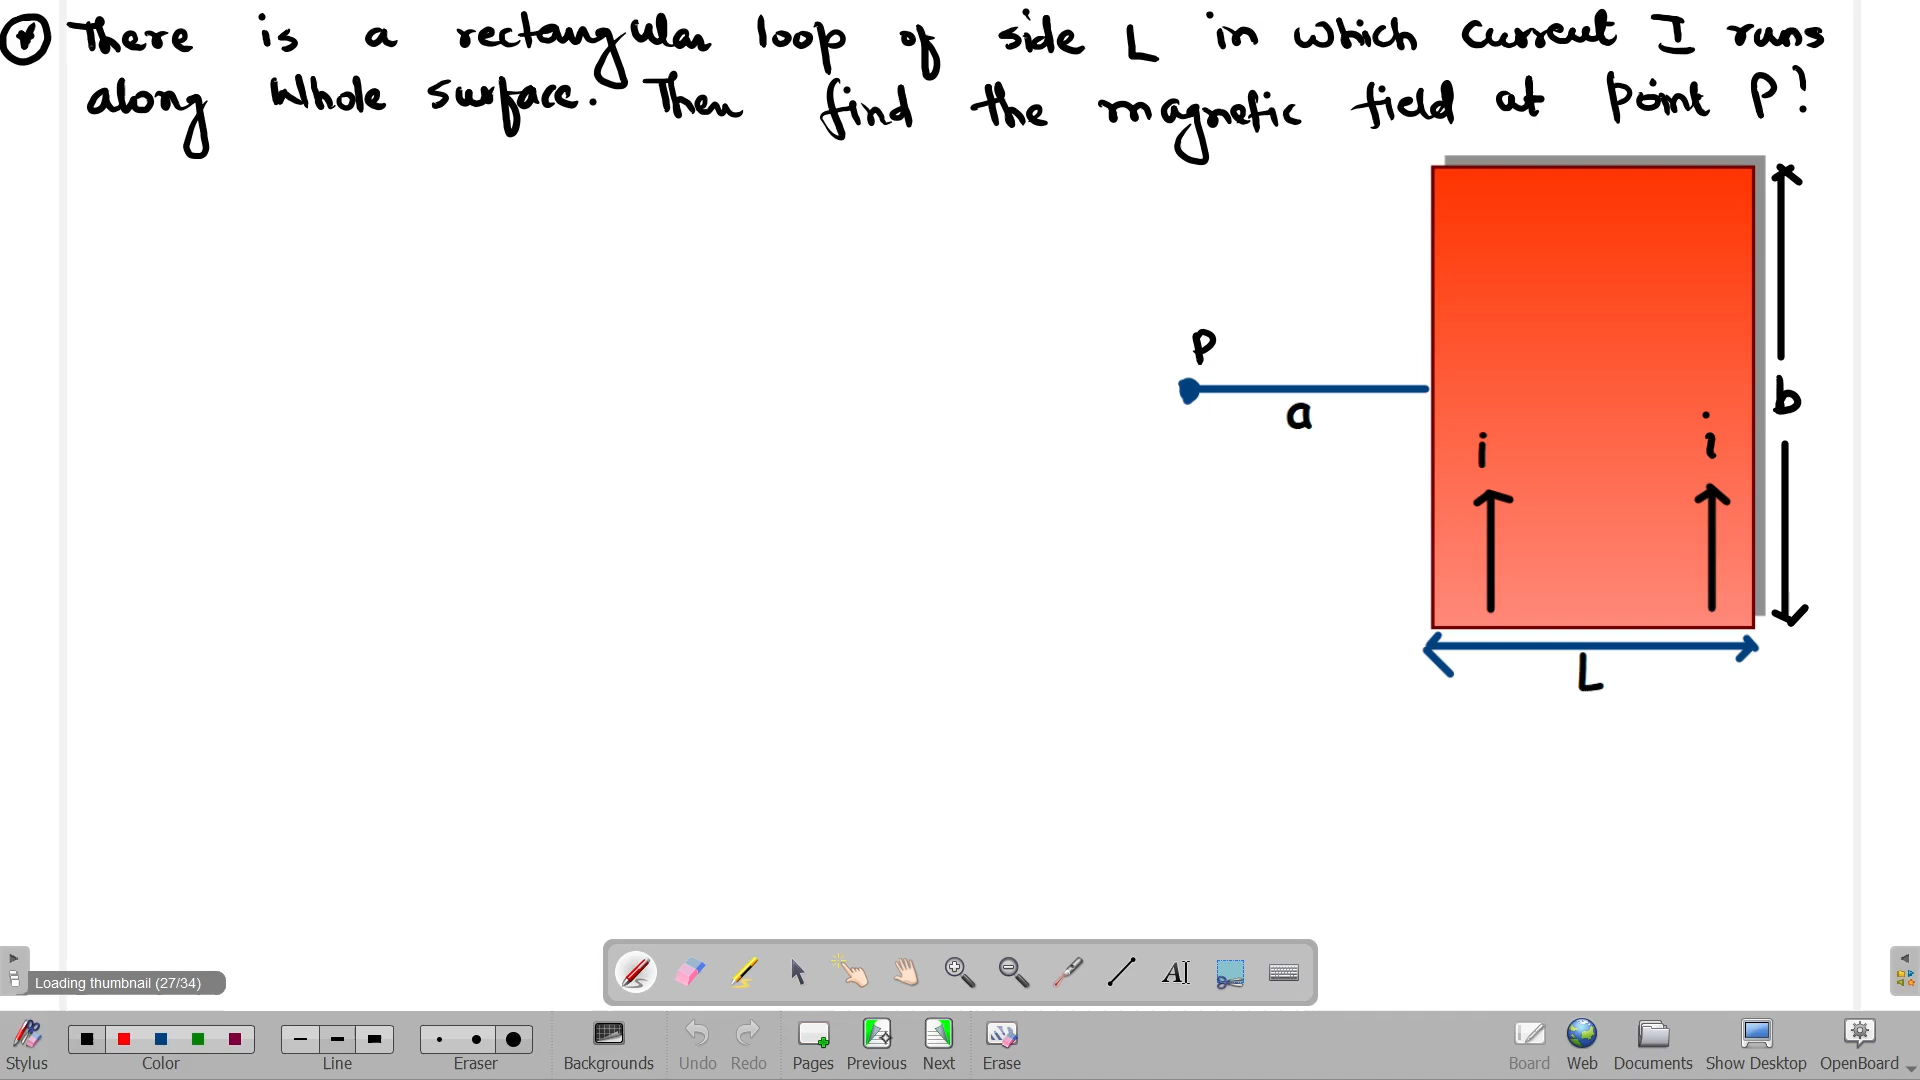 There is a rectangular loop of side L in which current I runs
along whole surface. Then find the magnetic field at point P!
P
a
b
i
i
L
Loading thumbnail (27/34)
AI
Stylus
Color
Line
Eraser
Backgrounds
Undo
Redo
Pages
Previous
Next
Erase
Board
Web
Documents
Show Desktop
OpenBoard